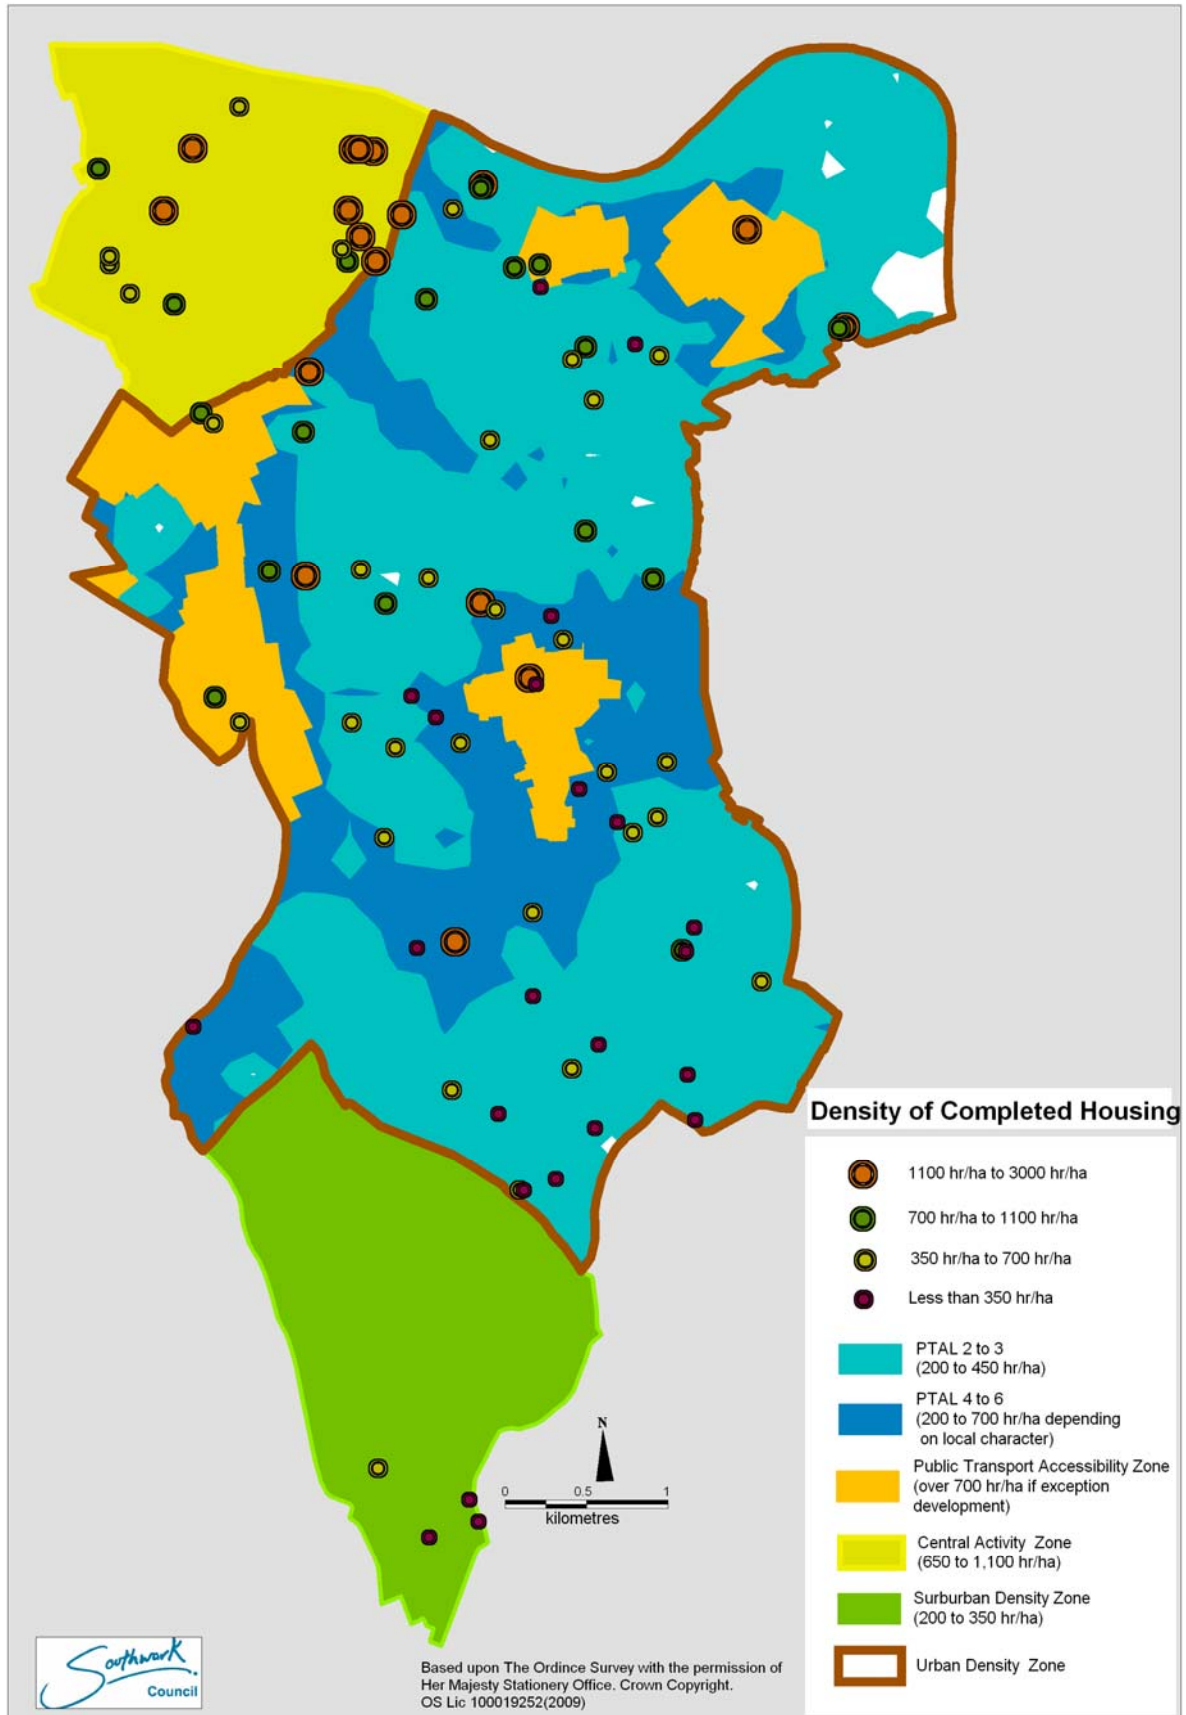 Density of Completed Housing
1100 hr/ha to 3000 hr/ha
700 hr/ha to 1100 hr/ha
350 hr/ha to 700 hr/ha
Less than 350 hr/ha
PTAL 2 to 3
(200 to 450 hr/ha)
PTAL 4 to 6
(200 to 700 hr/ha depending
on local character)
Public Transport Accessibility Zone
(over 700 hr/ha if exception
development)
Central Activity Zone
(650 to 1,100 hr/ha)
Surburban Density Zone
(200 to 350 hr/ha)
Urban Density Zone
N
0 0.5 1
kilometres
Southwark
Council
Based upon The Ordince Survey with the permission of
Her Majesty Stationery Office. Crown Copyright.
OS Lic 100019252(2009)